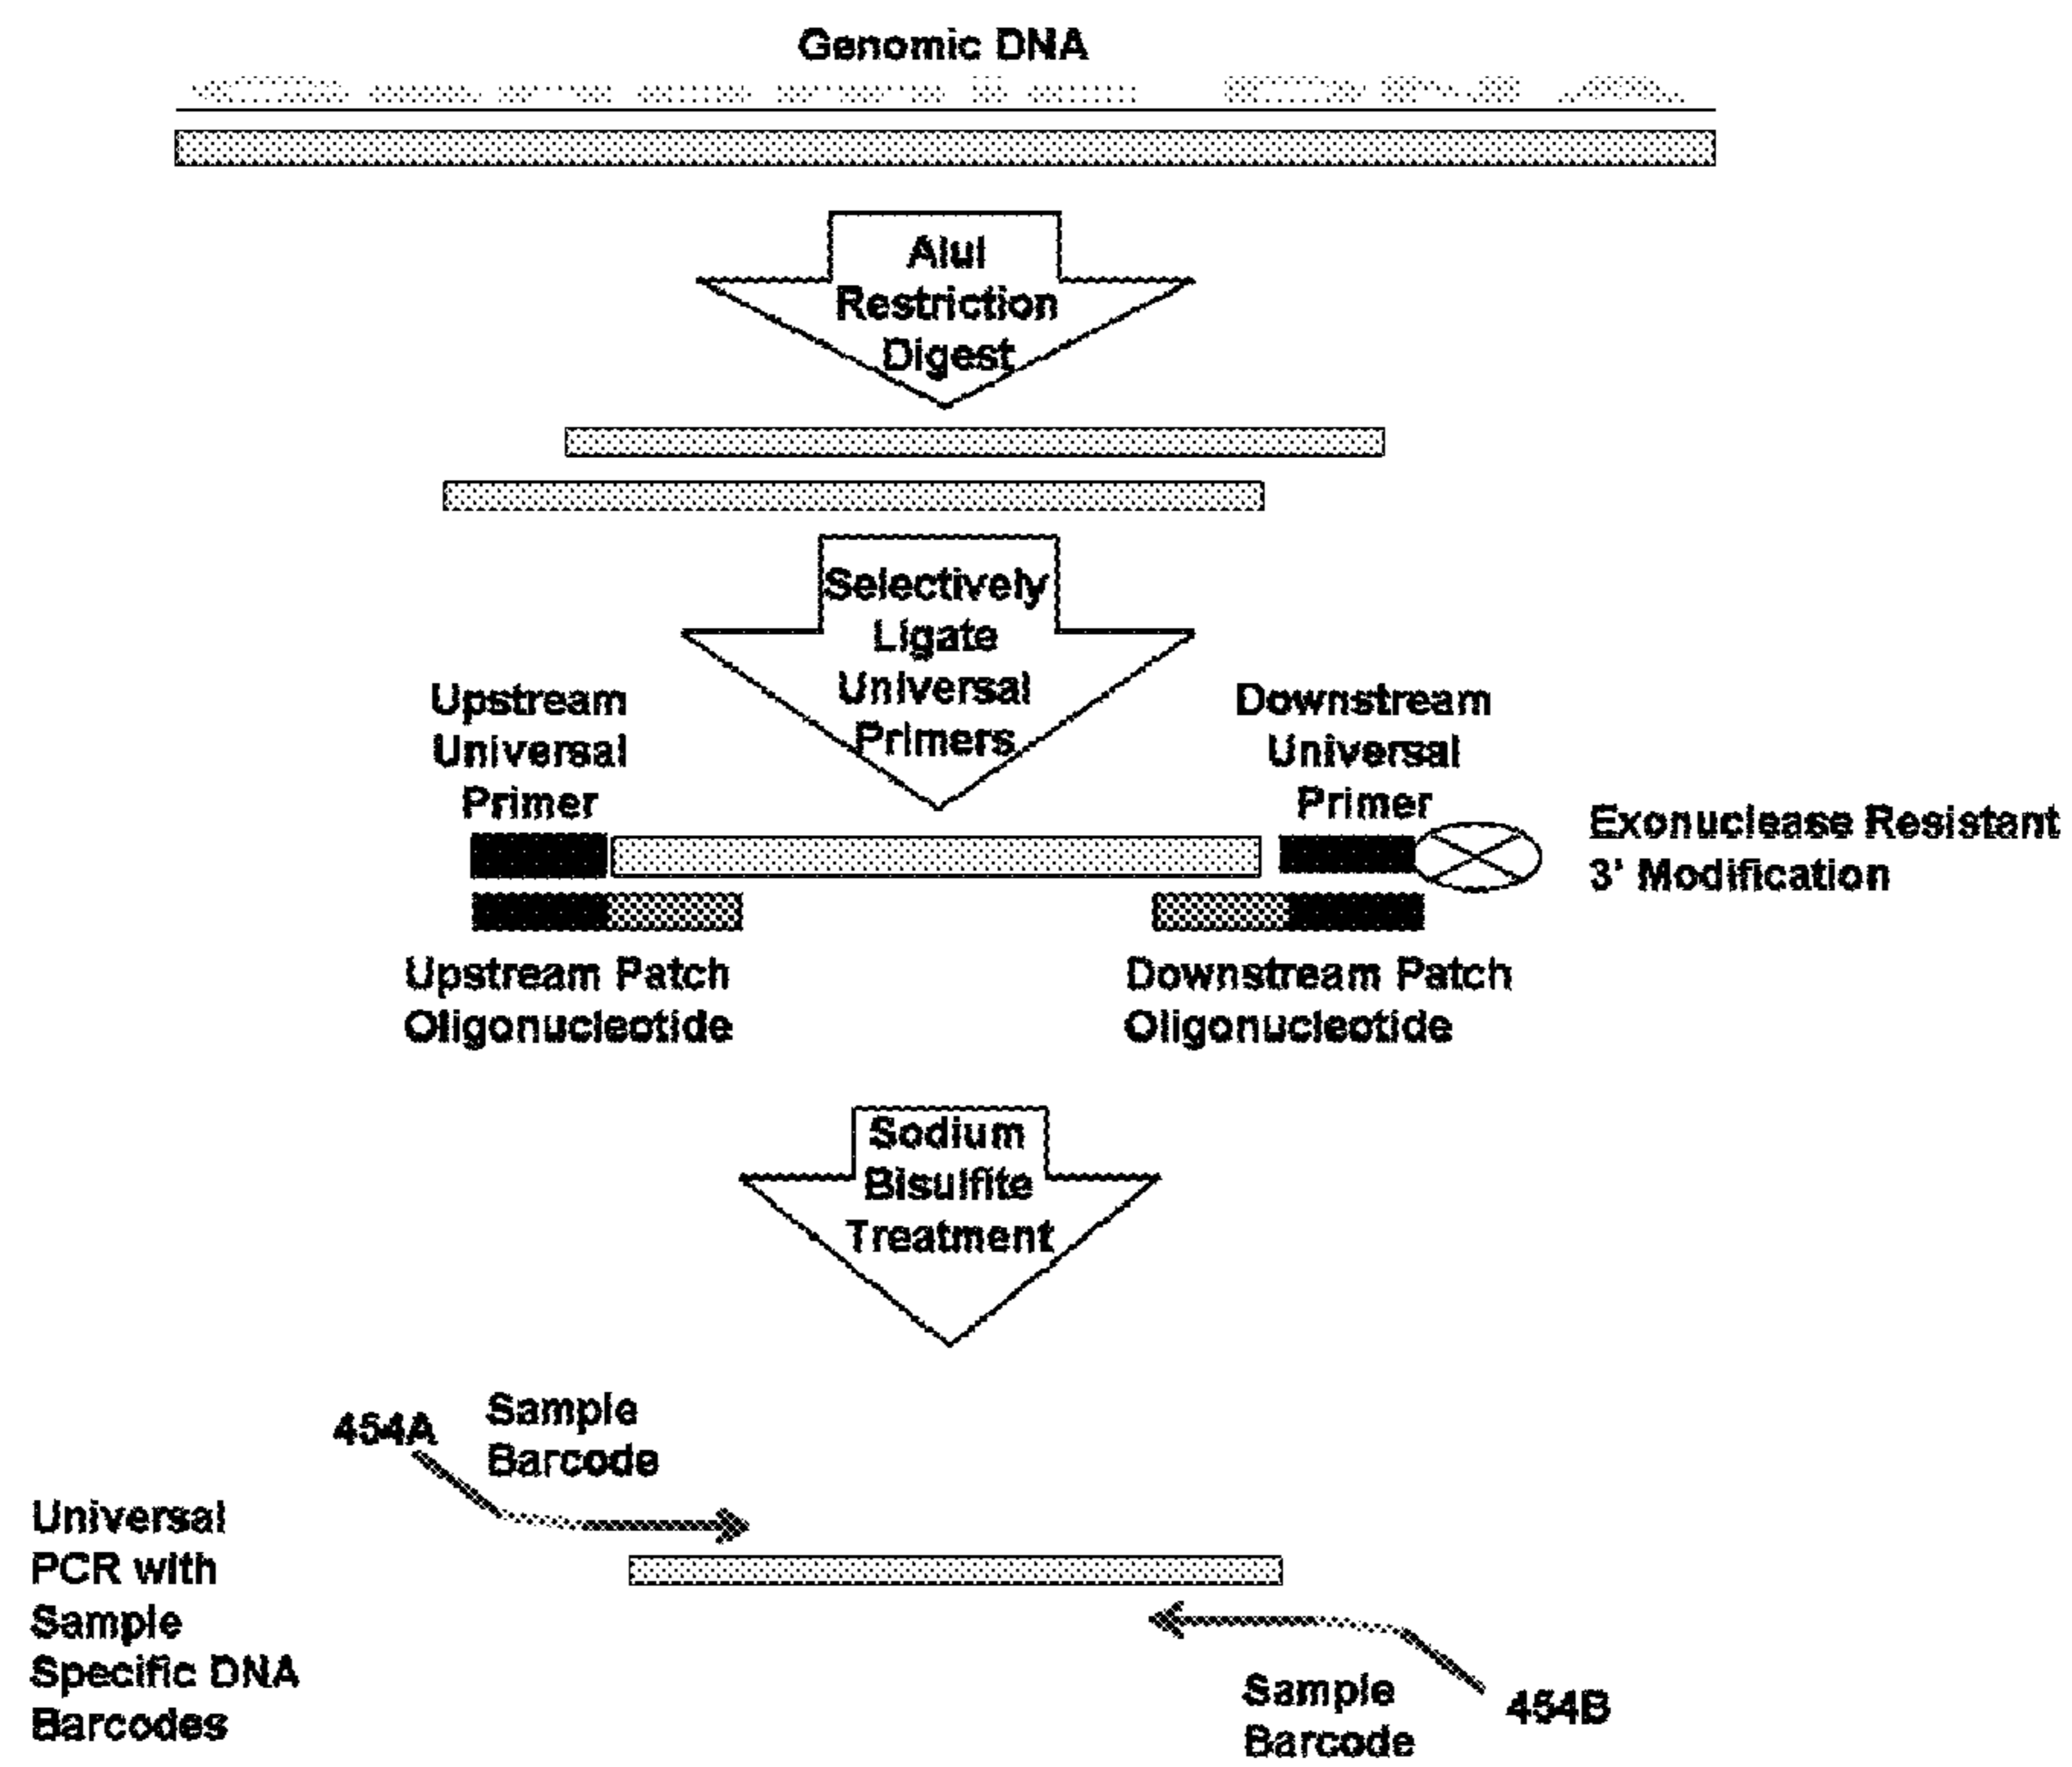 Genomic DNA
AluI
Restriction
Digest
Selectively
Ligate
Universal
Primers
Upstream
Universal
Primer
Downstream
Universal
Primer
Exonuclease Resistant
3' Modification
Upstream Patch
Oligonucleotide
Downstream Patch
Oligonucleotide
Sodium
Bisulfite
Treatment
454A
Sample
Barcode
Universal
PCR with
Sample
Specific DNA
Barcodes
Sample
Barcode
454B